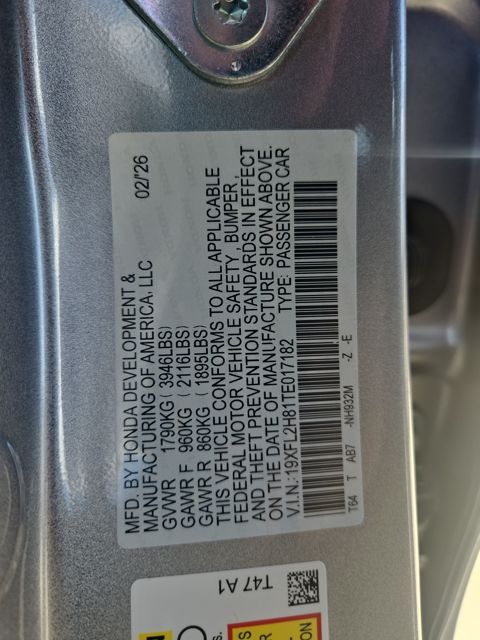 MFD. BY HONDA DEVELOPMENT &
MANUFACTURING OF AMERICA, LLC 02/'26
GVWR 1790KG (3946LBS)
GAWR F 960KG (2116LBS)
GAWR R 860KG (1895LBS)
THIS VEHICLE CONFORMS TO ALL APPLICABLE
FEDERAL MOTOR VEHICLE SAFETY, BUMPER,
AND THEFT PREVENTION STANDARDS IN EFFECT
ON THE DATE OF MANUFACTURE SHOWN ABOVE.
V.I.N.:19XFL2H81TE017182 TYPE: PASSENGER CAR
T64 T AB7 -NH932M -Z -E
T47 A1